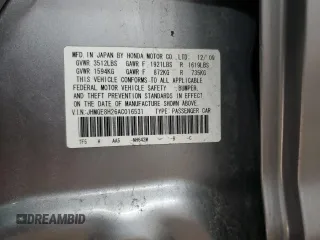 MFD. IN JAPAN BY HONDA MOTOR CO., LTD. 12/09
GVWR 3512LBS GAWR F 1921LBS R 1619LBS
GVWR 1594KG GAWR F 872KG R 735KG
THIS VEHICLE CONFORMS TO ALL APPLICABLE
FEDERAL MOTOR VEHICLE SAFETY, BUMPER,
AND THEFT PREVENTION STANDARDS IN EFFECT
ON THE DATE OF MANUFACTURE SHOWN ABOVE.
V.I.N. JHMGE8H26AC016531 TYPE: PASSENGER CAR
DREAMBID